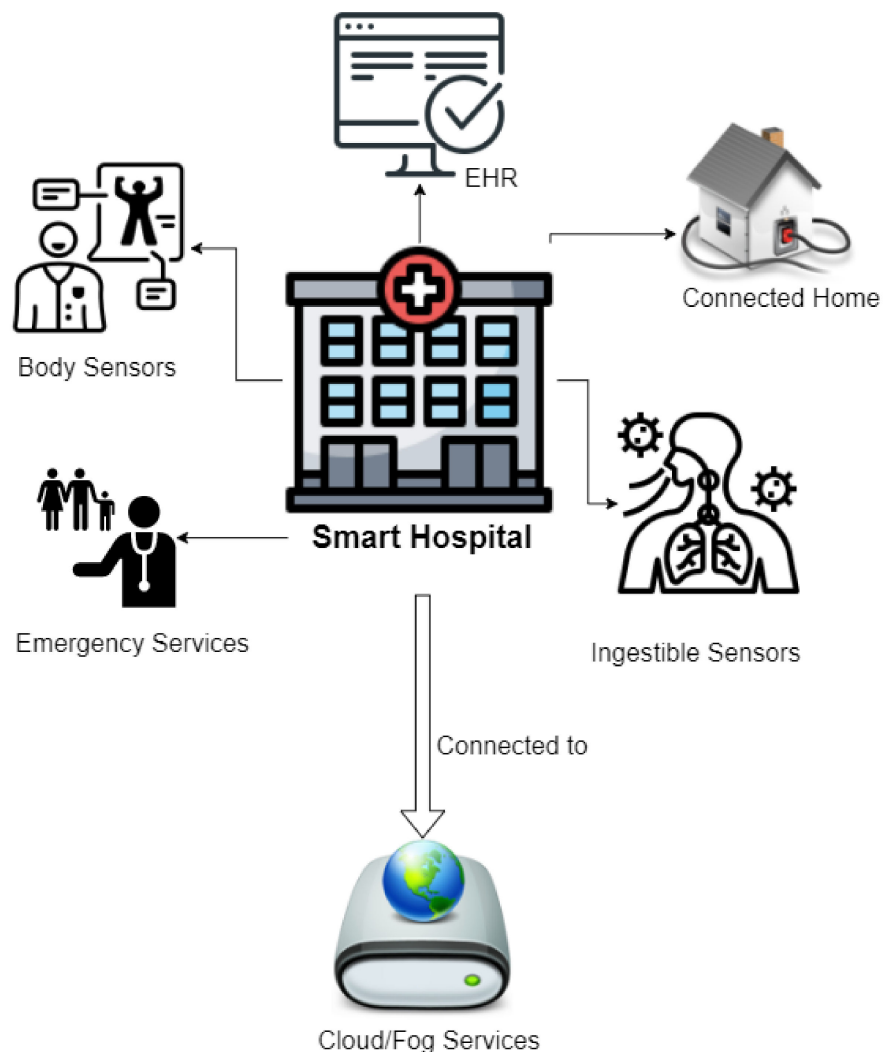 EHR
Connected Home
Body Sensors
Smart Hospital
Emergency Services
Ingestible Sensors
Connected to
Cloud/Fog Services